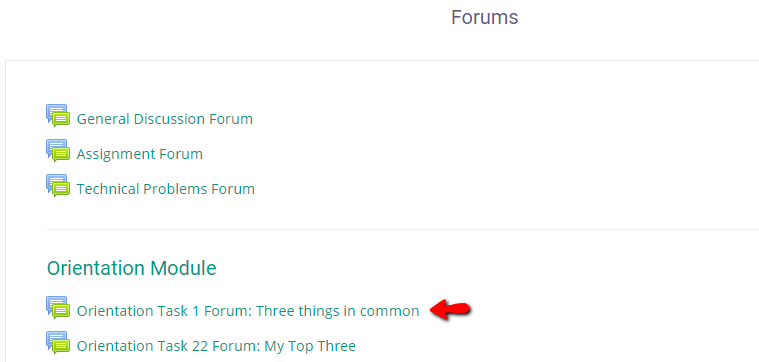 Forums
General Discussion Forum
Assignment Forum
Technical Problems Forum
Orientation Module
Orientation Task 1 Forum: Three things in common
Orientation Task 22 Forum: My Top Three